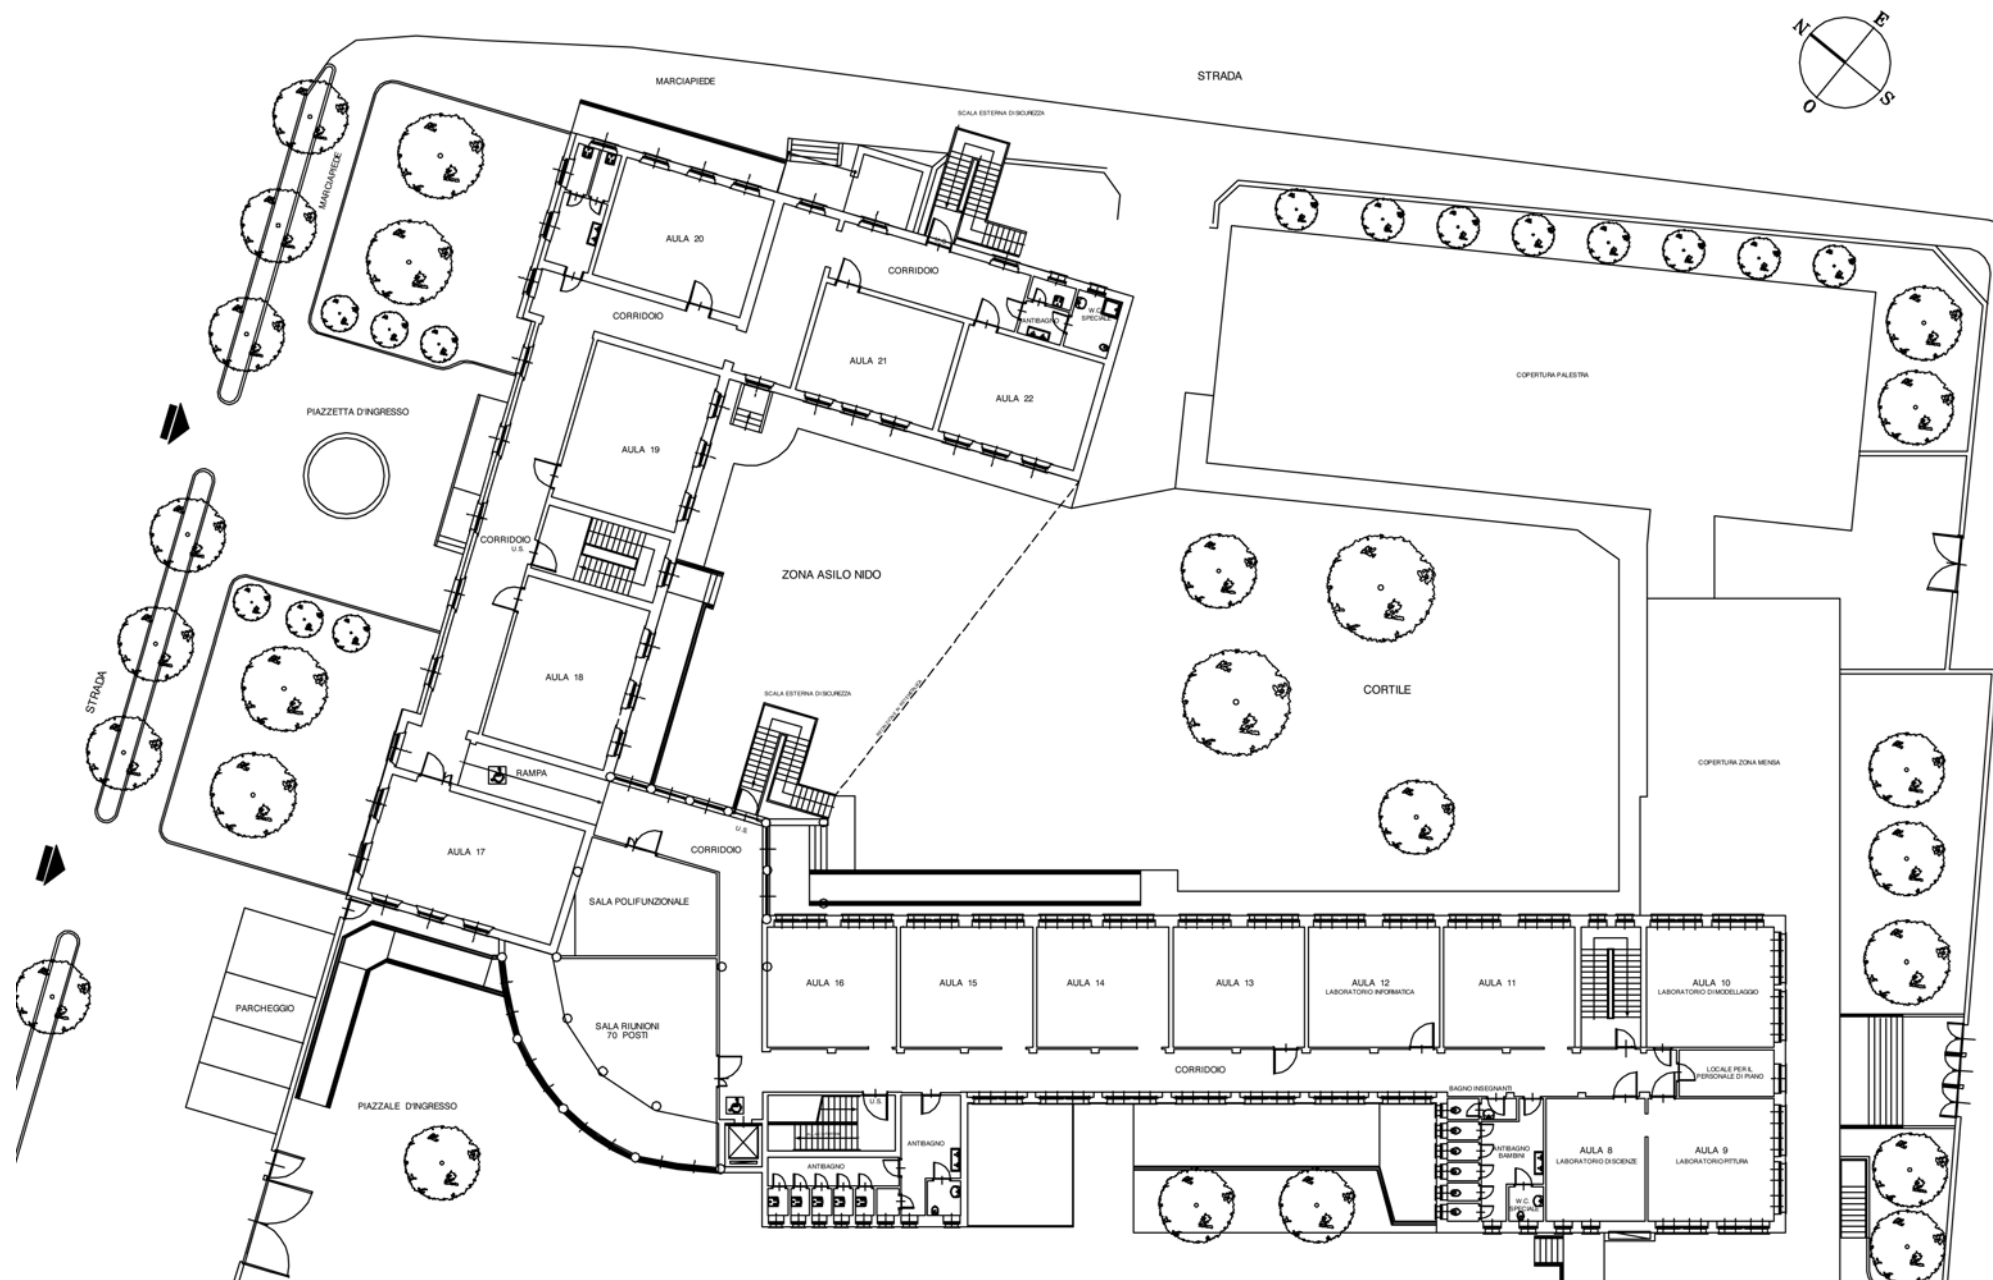 N
E
S
O
STRADA
MARCIAPIEDE
SCALA ESTERNA DI SICUREZZA
MARCIAPIEDE
AULA 20
CORRIDOIO
U.S.
CORRIDOIO
ANTIBAGNO
W.C.
SPECIALE
AULA 21
AULA 22
COPERTURA PALESTRA
PIAZZETTA D'INGRESSO
AULA 19
CORRIDOIO
U.S.
ZONA ASILO NIDO
AULA 18
STRADA
SCALA ESTERNA DI SICUREZZA
CORTILE
COPERTURA ZONA MENSA
RAMPA
U.S.
CORRIDOIO
AULA 17
SALA POLIFUNZIONALE
AULA 16
AULA 15
AULA 14
AULA 13
AULA 12
LABORATORIO INFORMATICA
AULA 11
AULA 10
LABORATORIO DI MODELLAGGIO
PARCHEGGIO
SALA RIUNIONI
70 POSTI
CORRIDOIO
LOCALE PER IL
PERSONALE DI PIANO
BAGNO INSEGNANTI
PIAZZALE D'INGRESSO
U.S.
ANTIBAGNO
ANTIBAGNO
ANTIBAGNO
BAMBINI
W.C.
SPECIALE
AULA 8
LABORATORIO DI SCIENZE
AULA 9
LABORATORIO PITTURA